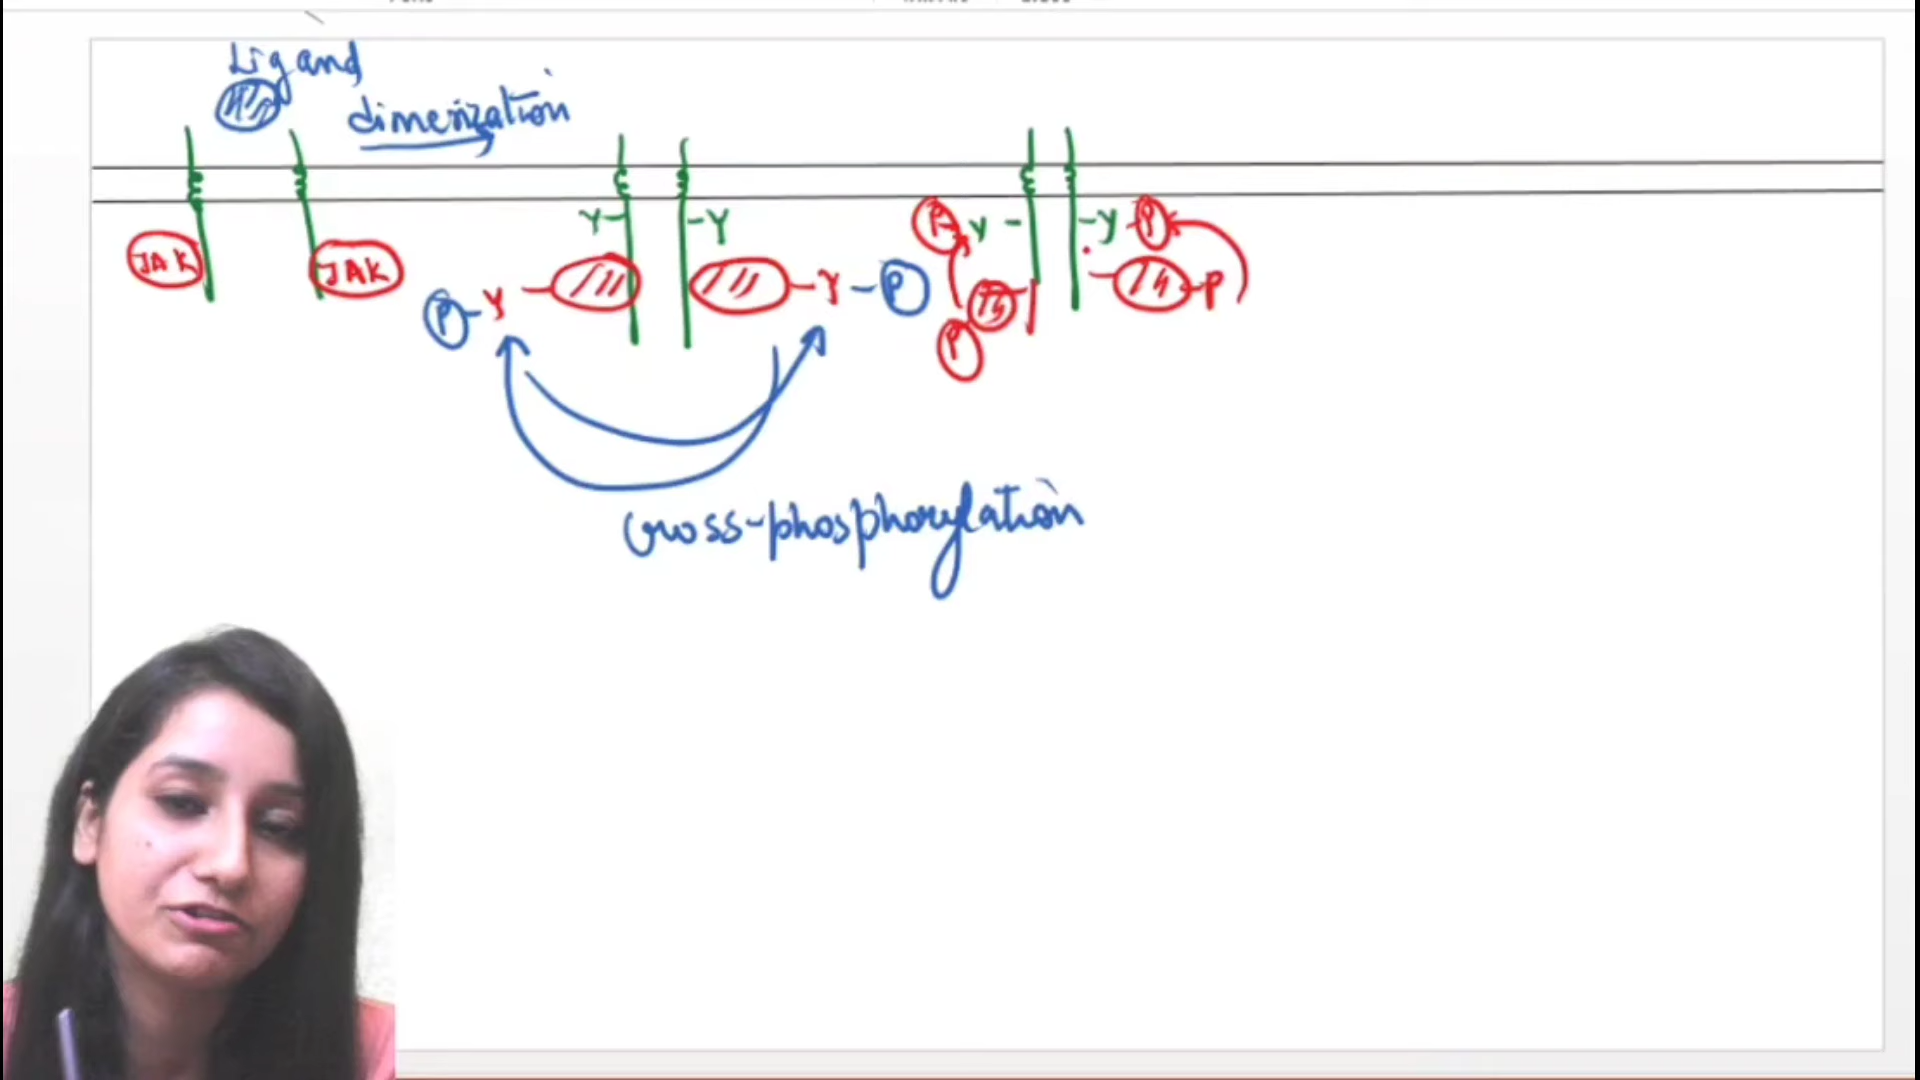 Ligand
dimerization
Y Y Y Y P
P
JAK JAK P Y Y P P
P
cross-phosphorylation